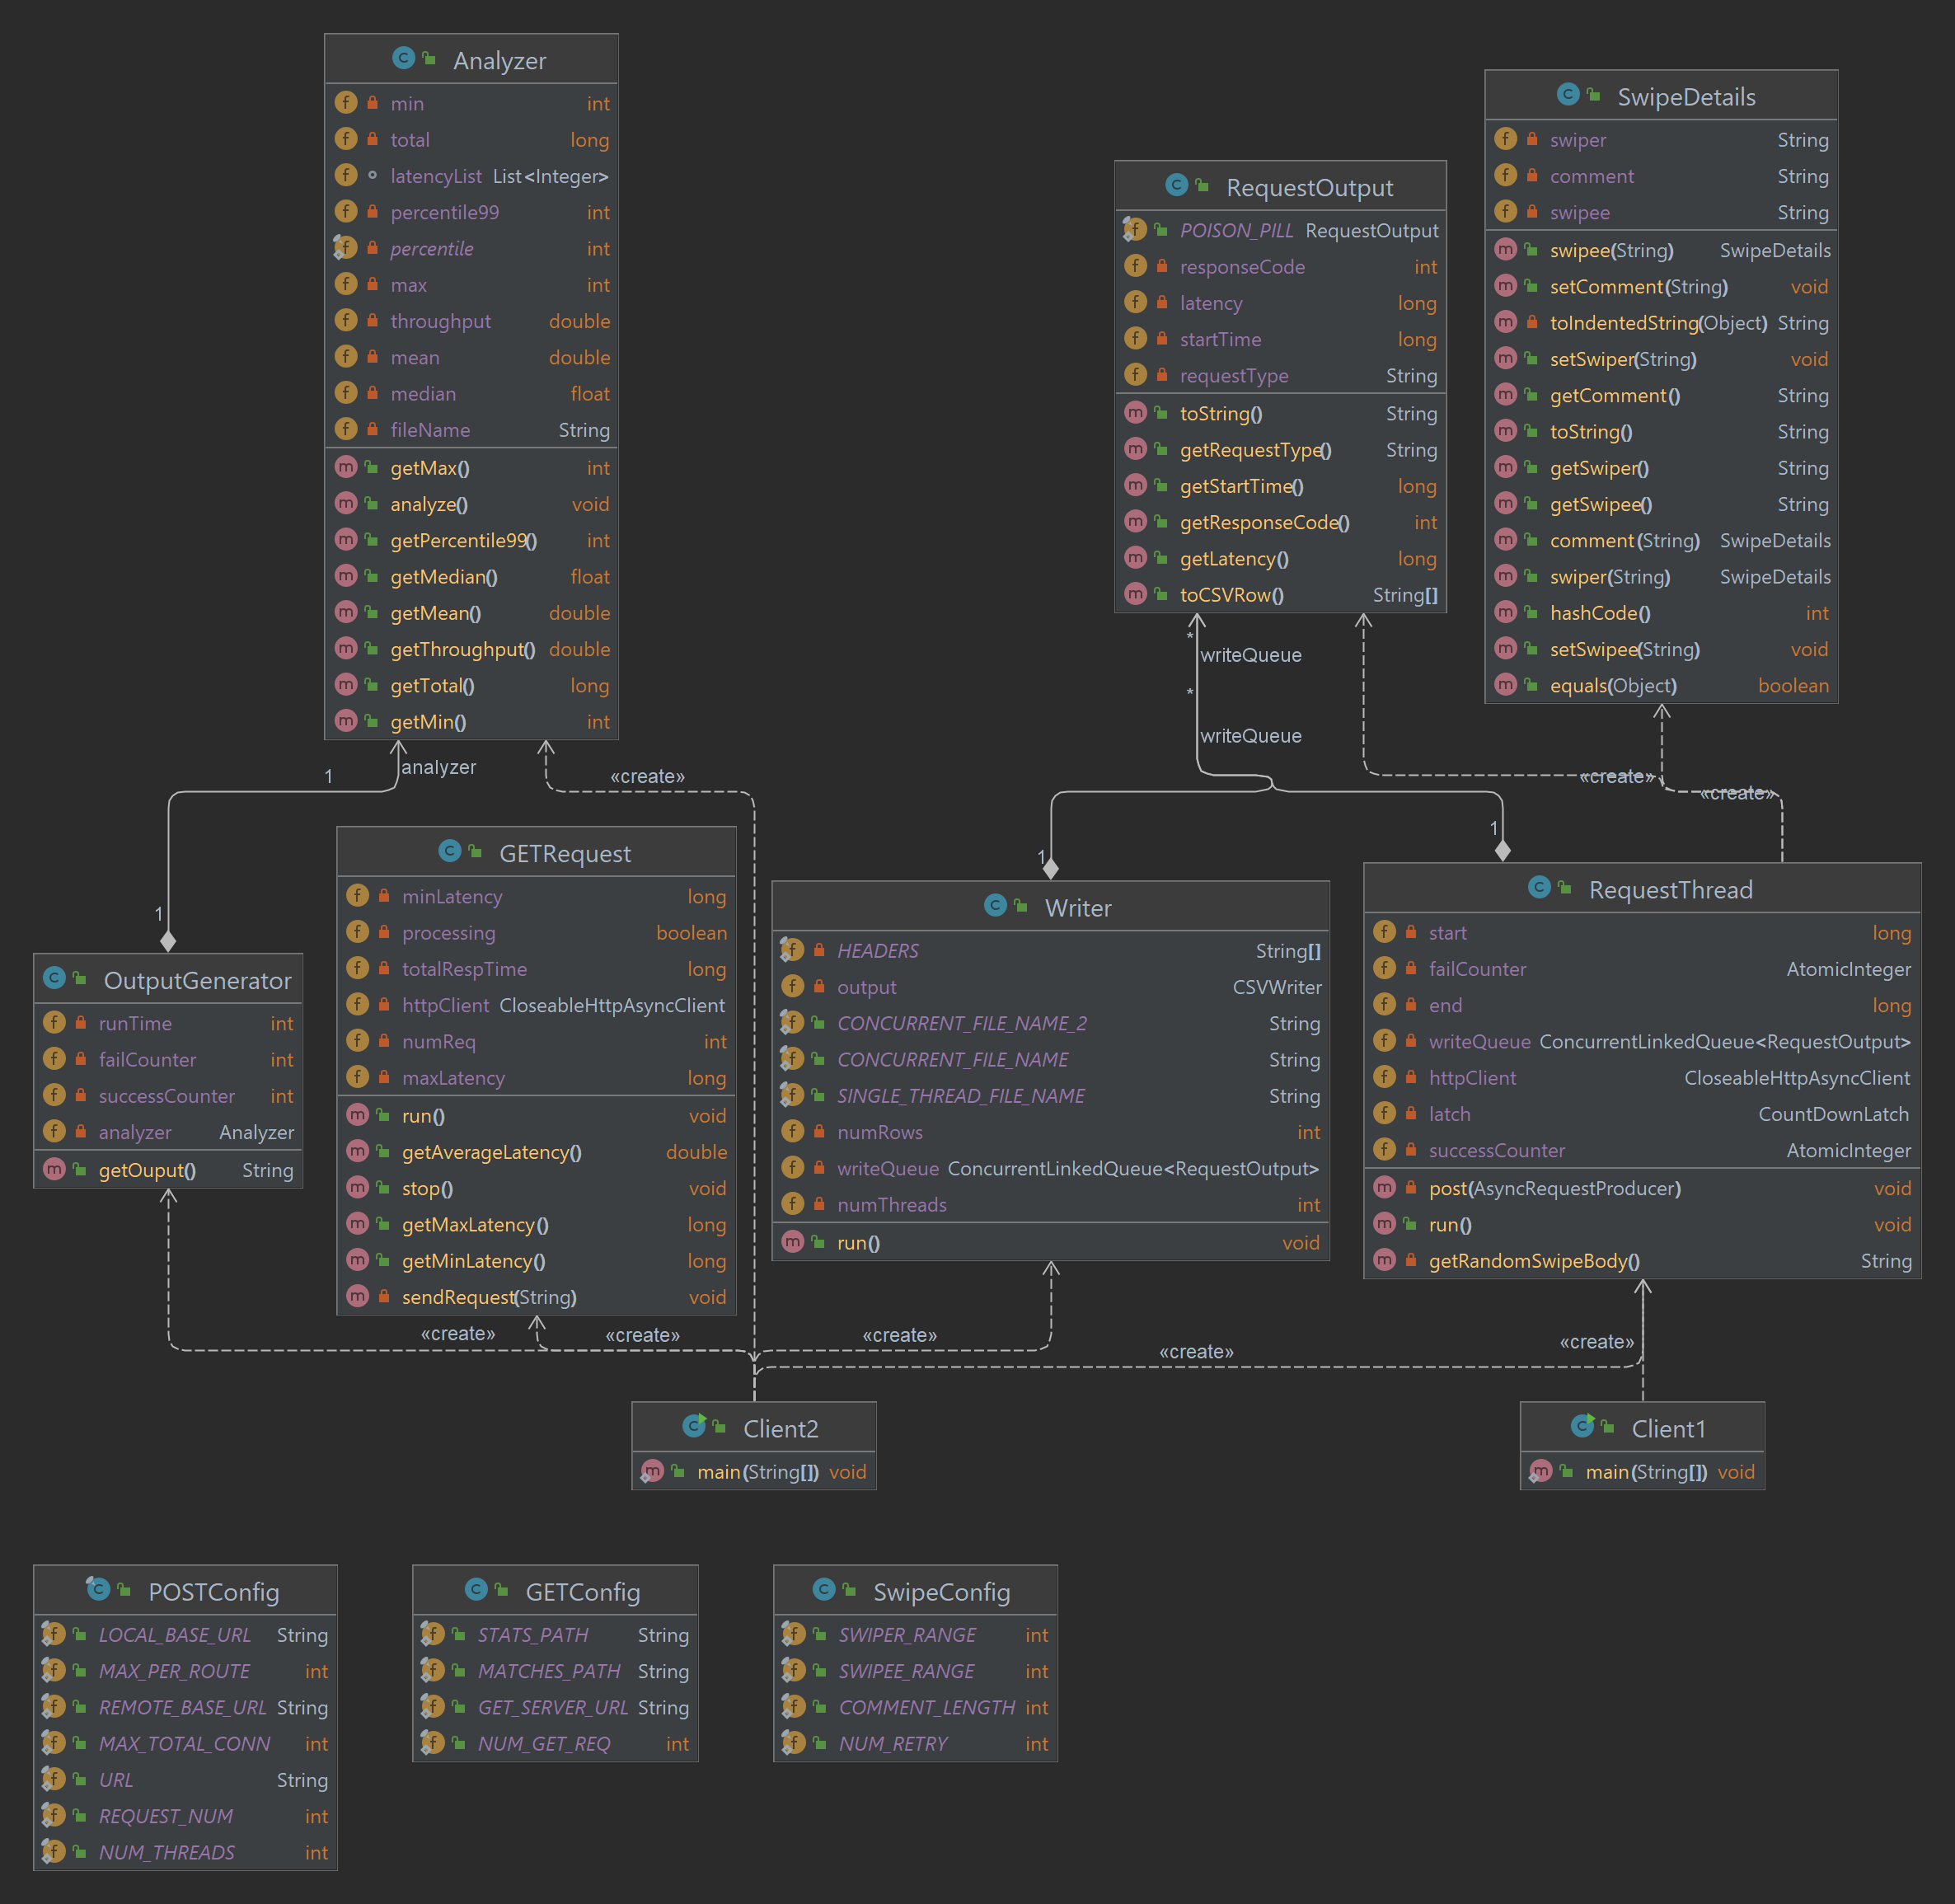 Analyzer
min int
total long
latencyList List<Integer>
percentile99 int
percentile int
max int
throughput double
mean double
median float
fileName String
getMax() int
analyze() void
getPercentile99() int
getMedian() float
getMean() double
getThroughput() double
getTotal() long
getMin() int
RequestOutput
POISON_PILL RequestOutput
responseCode int
latency long
startTime long
requestType String
toString() String
getRequestType() String
getStartTime() long
getResponseCode() int
getLatency() long
toCSVRow() String[]
SwipeDetails
swiper String
comment String
swipee String
swipee(String) SwipeDetails
setComment(String) void
toIndentedString(Object) String
setSwiper(String) void
getComment() String
toString() String
getSwiper() String
getSwipee() String
comment(String) SwipeDetails
swiper(String) SwipeDetails
hashCode() int
setSwipee(String) void
equals(Object) boolean
*
writeQueue
*
writeQueue
1
analyzer
«create»
«create»
«create»
1
1
1
OutputGenerator
runTime int
failCounter int
successCounter int
analyzer Analyzer
getOuput() String
GETRequest
minLatency long
processing boolean
totalRespTime long
httpClient CloseableHttpAsyncClient
numReq int
maxLatency long
run() void
getAverageLatency() double
stop() void
getMaxLatency() long
getMinLatency() long
sendRequest(String) void
Writer
HEADERS String[]
output CSVWriter
CONCURRENT_FILE_NAME_2 String
CONCURRENT_FILE_NAME String
SINGLE_THREAD_FILE_NAME String
numRows int
writeQueue ConcurrentLinkedQueue<RequestOutput>
numThreads int
run() void
RequestThread
start long
failCounter AtomicInteger
end long
writeQueue ConcurrentLinkedQueue<RequestOutput>
httpClient CloseableHttpAsyncClient
latch CountDownLatch
successCounter AtomicInteger
post(AsyncRequestProducer) void
run() void
getRandomSwipeBody() String
«create»
«create»
«create»
«create»
«create»
Client2
main(String[]) void
Client1
main(String[]) void
POSTConfig
LOCAL_BASE_URL String
MAX_PER_ROUTE int
REMOTE_BASE_URL String
MAX_TOTAL_CONN int
URL String
REQUEST_NUM int
NUM_THREADS int
GETConfig
STATS_PATH String
MATCHES_PATH String
GET_SERVER_URL String
NUM_GET_REQ int
SwipeConfig
SWIPER_RANGE int
SWIPEE_RANGE int
COMMENT_LENGTH int
NUM_RETRY int